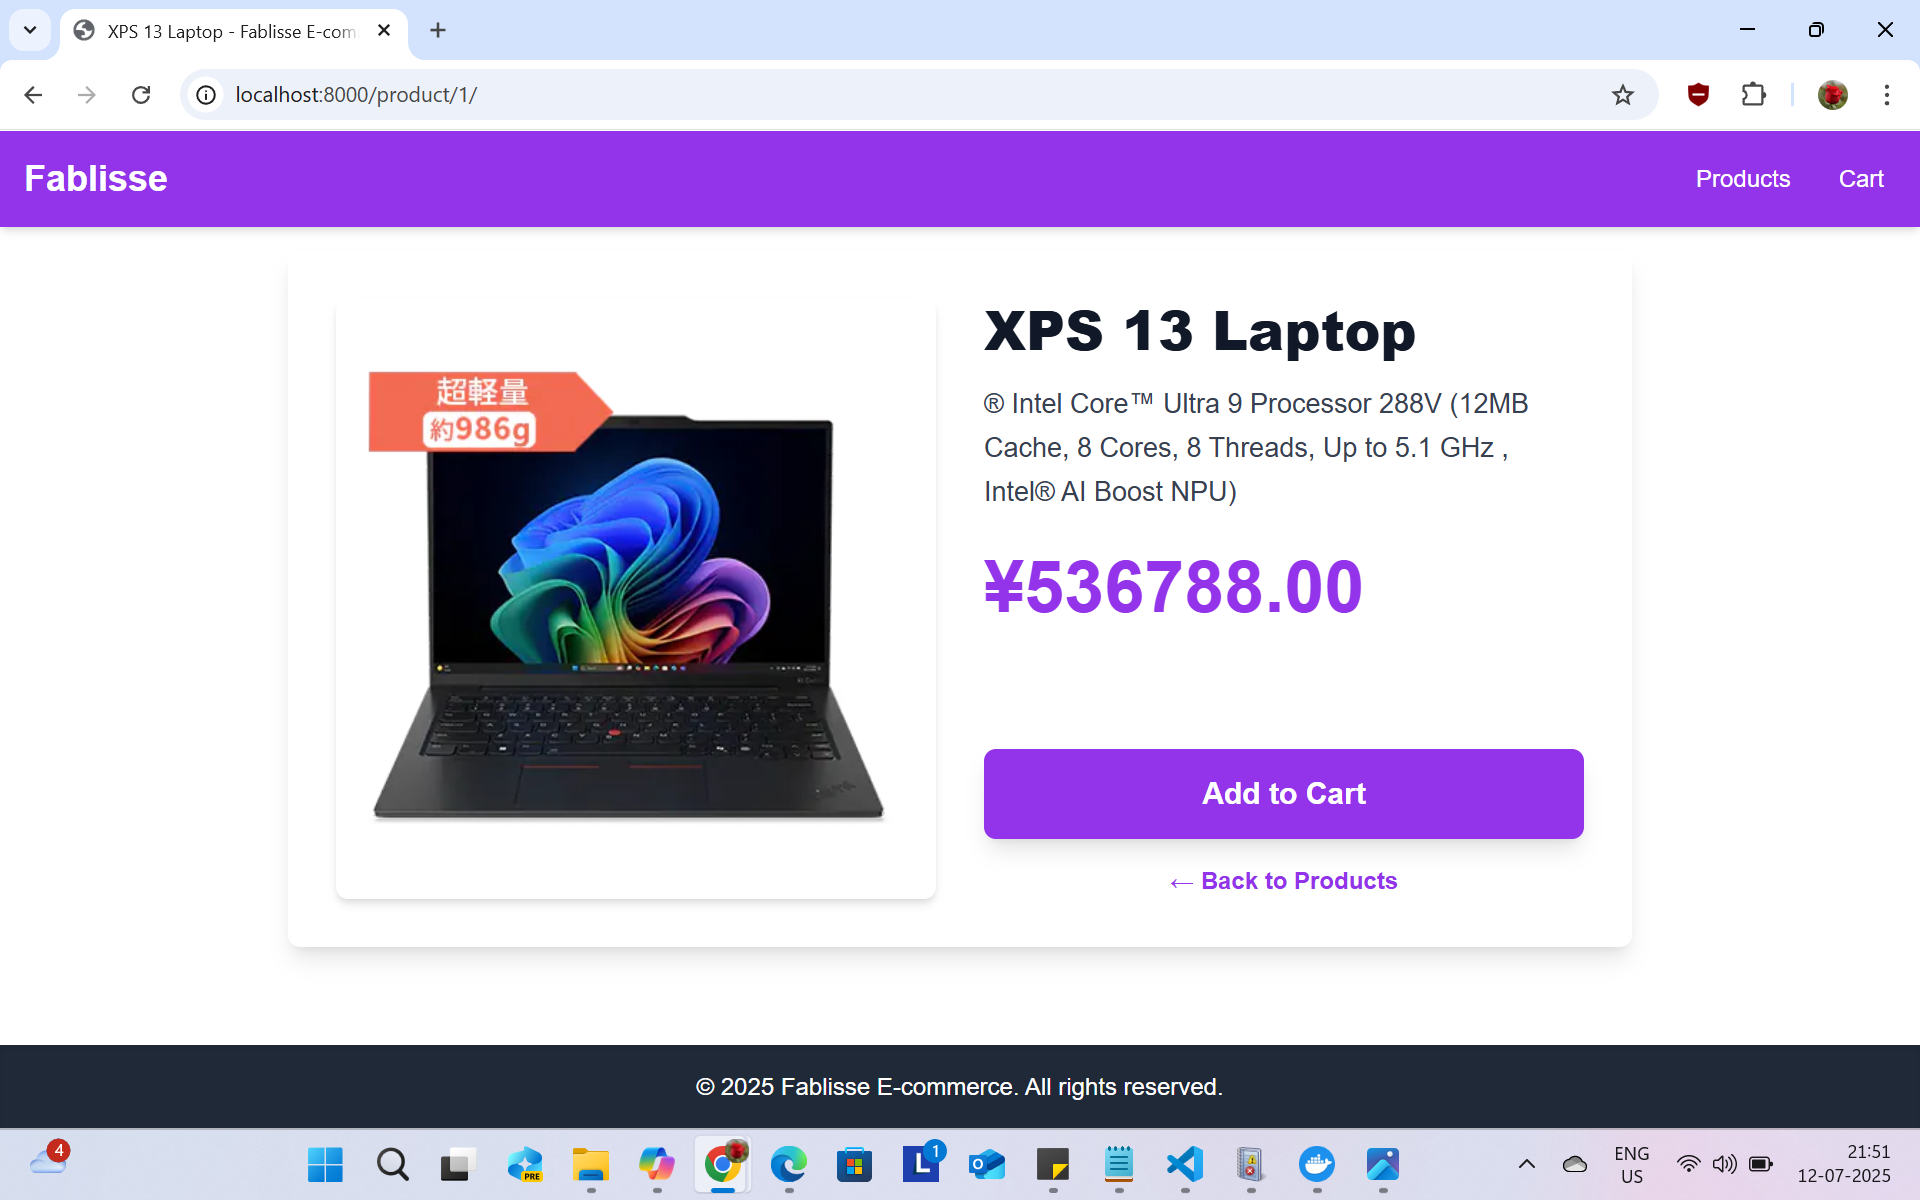 XPS 13 Laptop - Fablisse E-com
localhost:8000/product/1/
Fablisse
Products
Cart
超軽量
約986g
XPS 13 Laptop
® Intel Core™ Ultra 9 Processor 288V (12MB
Cache, 8 Cores, 8 Threads, Up to 5.1 GHz ,
Intel® AI Boost NPU)
¥536788.00
Add to Cart
← Back to Products
© 2025 Fablisse E-commerce. All rights reserved.
4
PRE
L
1
O
ENG
US
21:51
12-07-2025